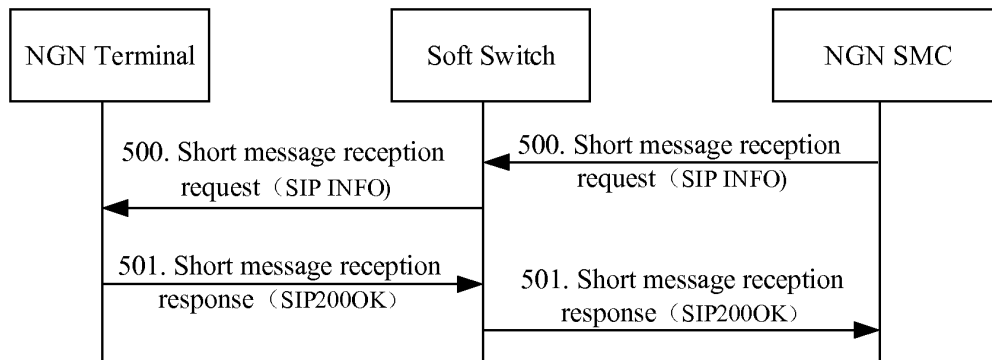 NGN Terminal
Soft Switch
NGN SMC
500. Short message reception
request（SIP INFO)
500. Short message reception
request（SIP INFO)
501. Short message reception
response（SIP200OK）
501. Short message reception
response（SIP200OK）